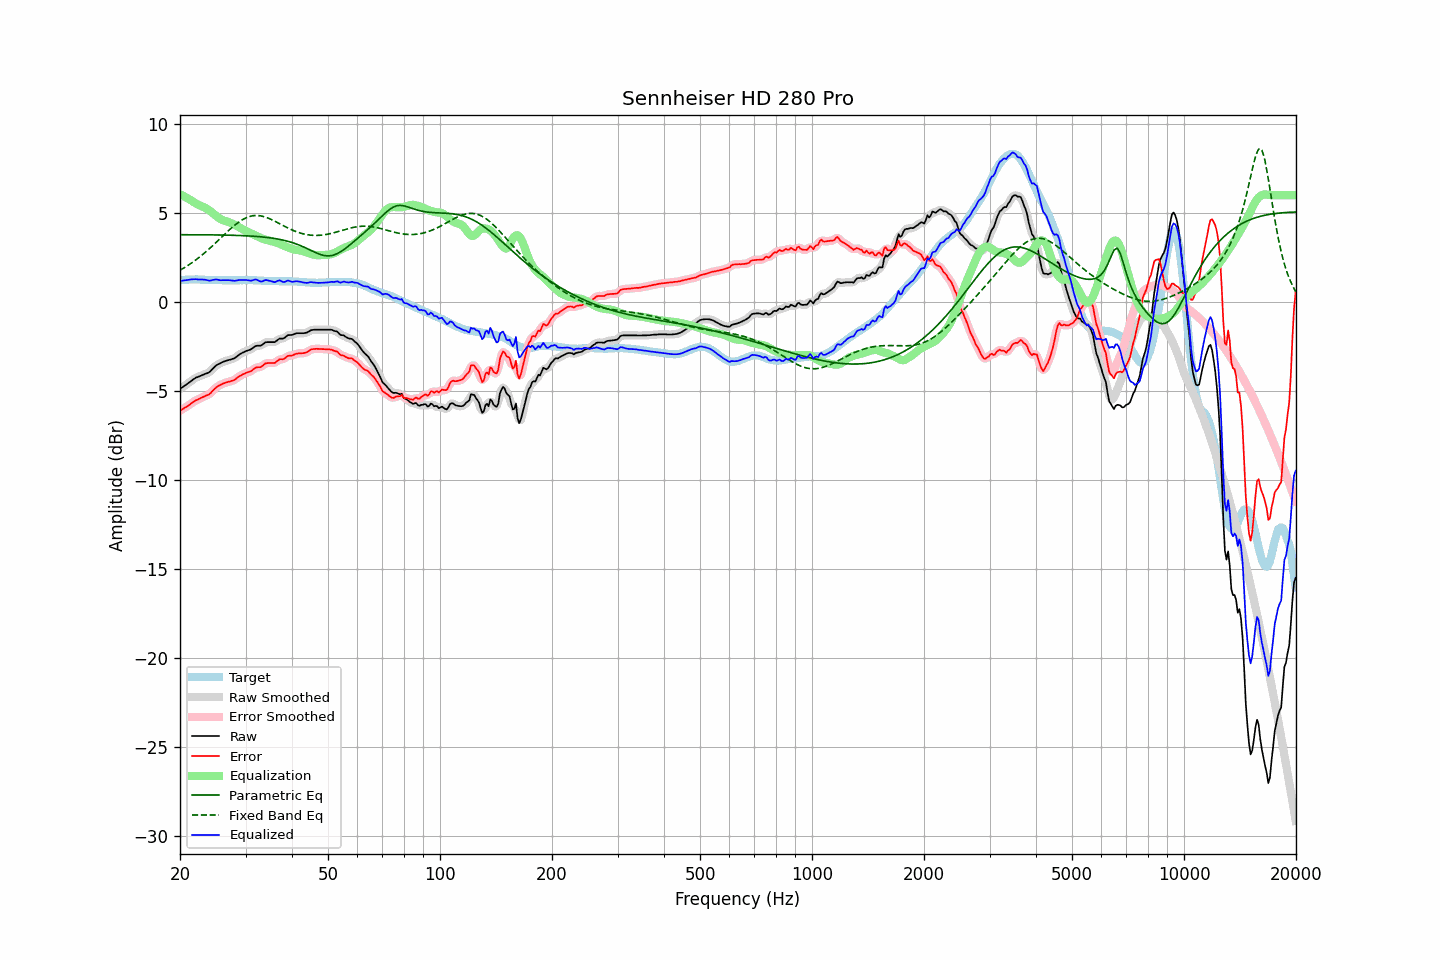 Sennheiser HD 280 Pro
Amplitude (dBr)
10
5
0
−5
−10
−15
−20
−25
−30
Target
Raw Smoothed
Error Smoothed
Raw
Error
Equalization
Parametric Eq
Fixed Band Eq
Equalized
20 50 100 200 500 1000 2000 5000 10000 20000
Frequency (Hz)